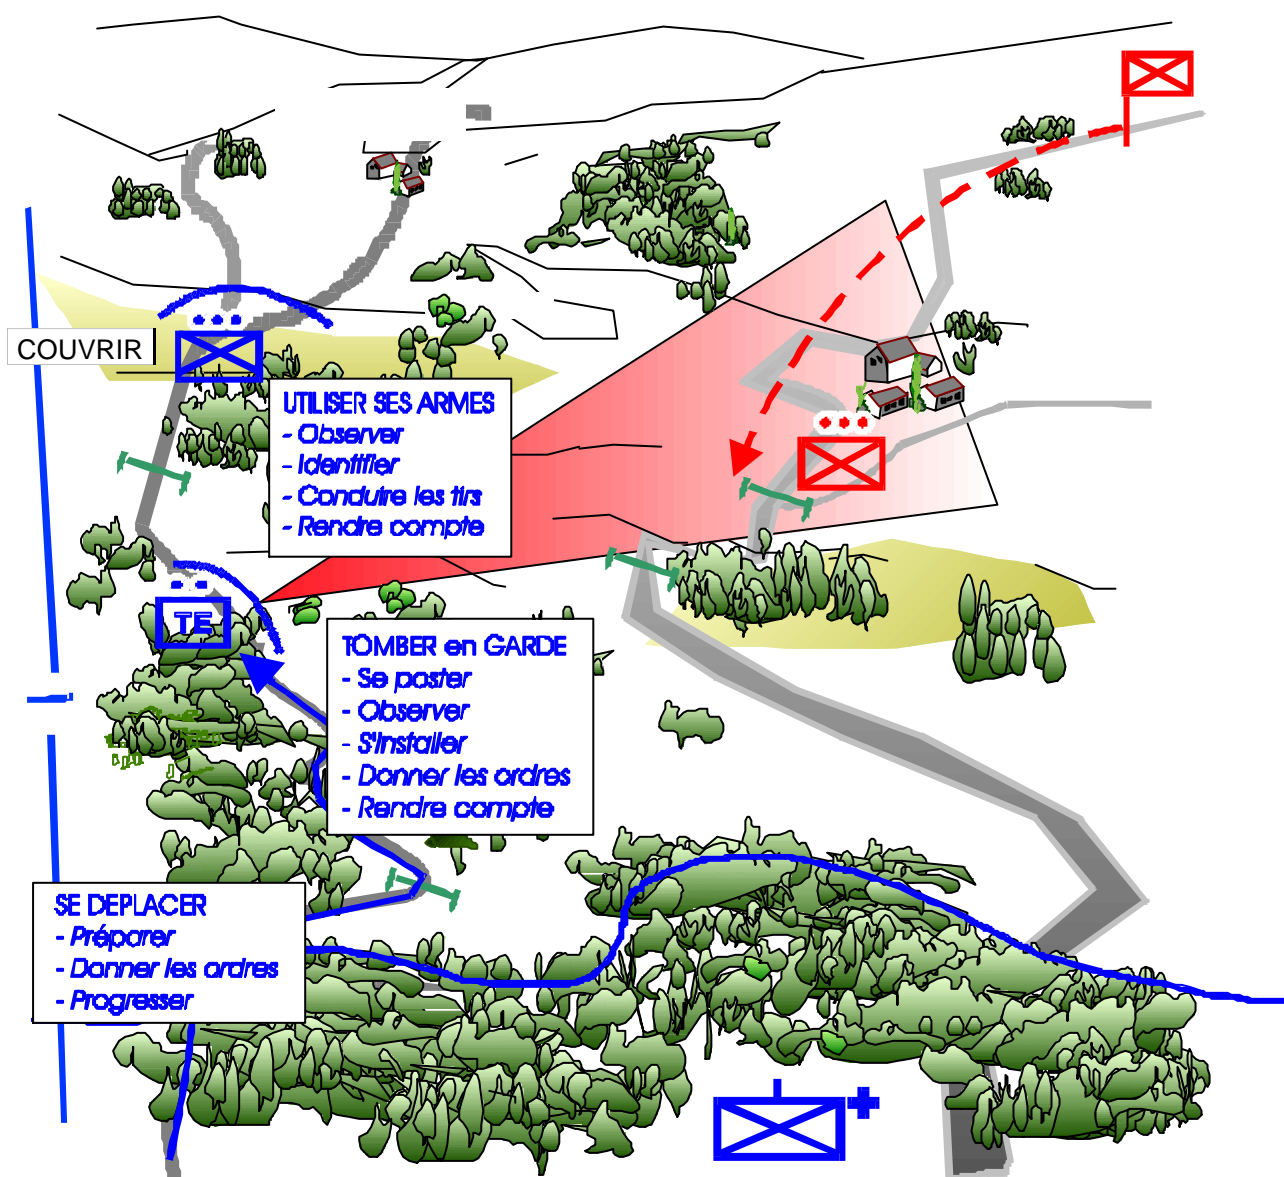 COUVRIR
UTILISER SES ARMES
- Observer
- Identifier
- Conduire les tirs
- Rendre compte
TE
TOMBER en GARDE
- Se poster
- Observer
- S'installer
- Donner les ordres
- Rendre compte
SE DEPLACER
- Préparer
- Donner les ordres
- Progresser